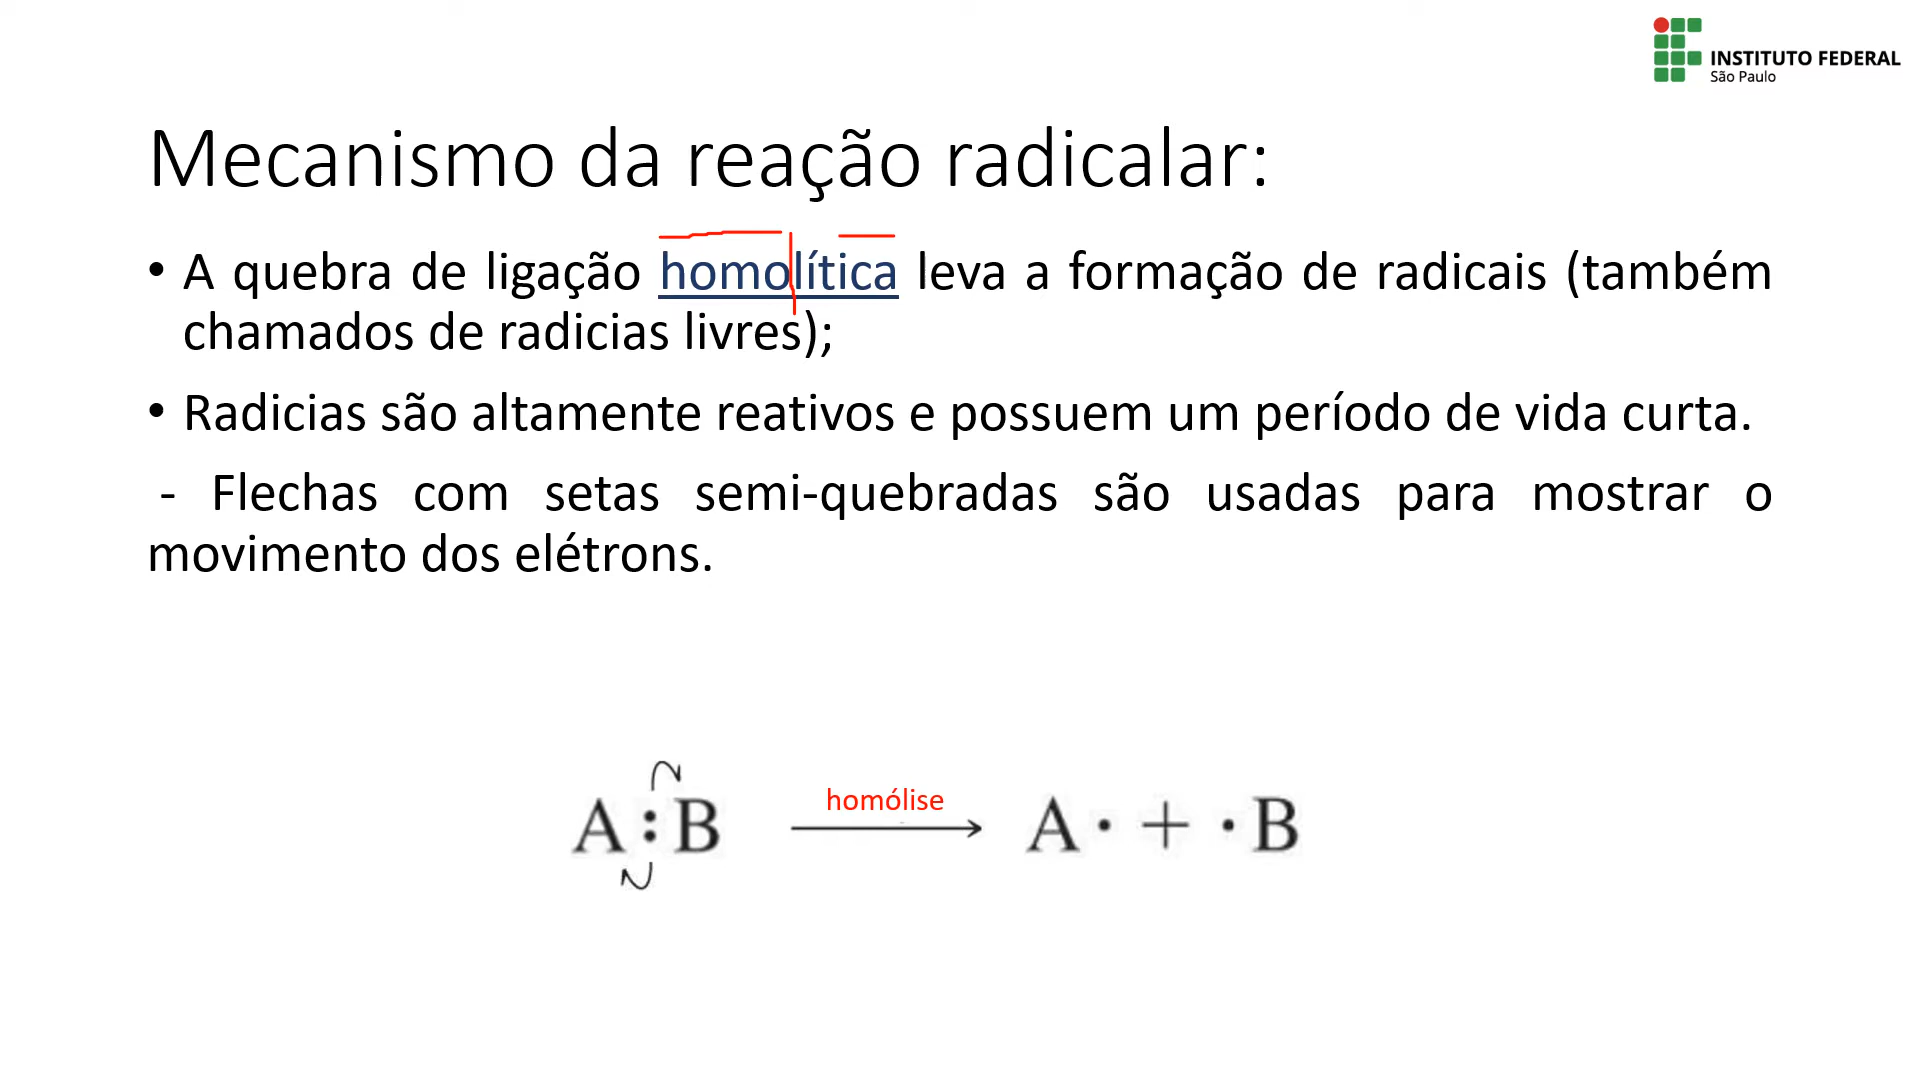 INSTITUTO FEDERAL
São Paulo
Mecanismo da reação radicalar:
• A quebra de ligação homolítica leva a formação de radicais (também
chamados de radicias livres);
• Radicias são altamente reativos e possuem um período de vida curta.
- Flechas com setas semi-quebradas são usadas para mostrar o
movimento dos elétrons.
homólise
A : B → A · + · B